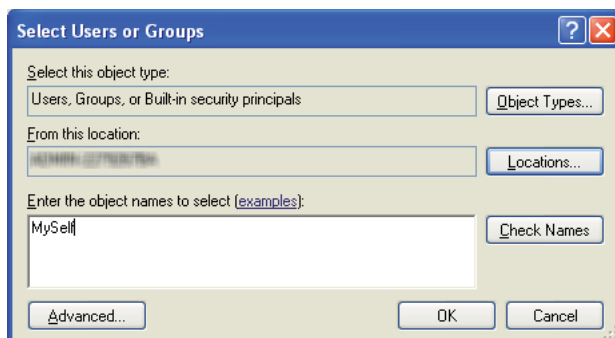 Select Users or Groups
Select this object type:
Users, Groups, or Built-in security principals
Object Types...
From this location:
Locations...
Enter the object names to select (examples):
MySelf
Check Names
Advanced...
OK
Cancel